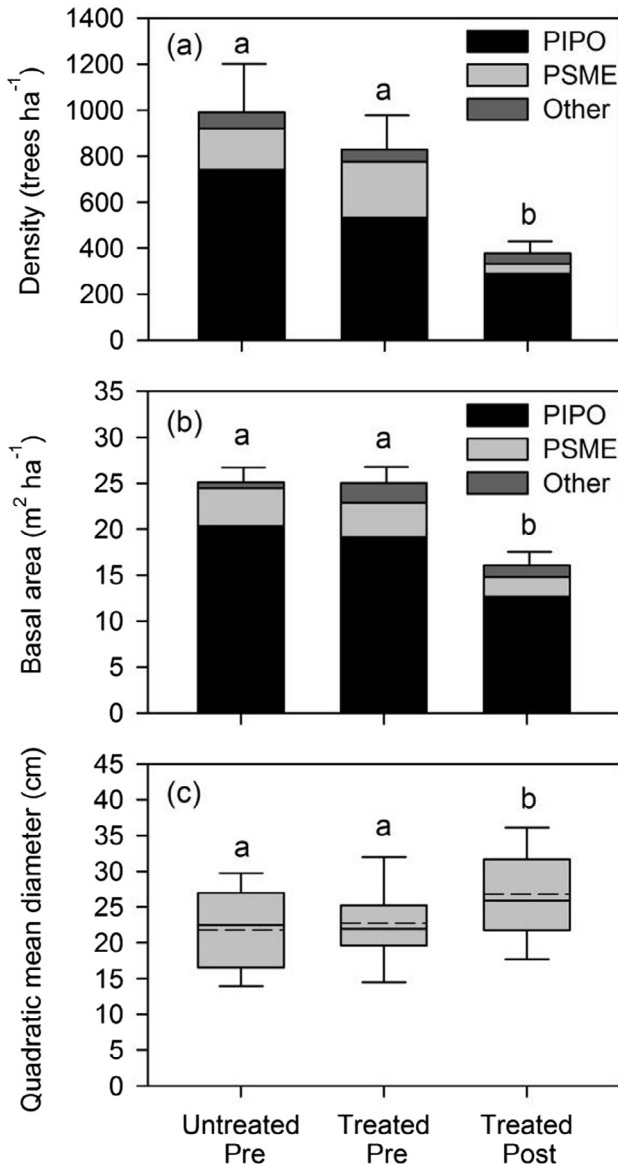 Density (trees ha⁻¹)
1400
1200
1000
800
600
400
200
0
(a)
a
a
b
PIPO
PSME
Other
Basal area (m² ha⁻¹)
35
30
25
20
15
10
5
0
(b)
a
a
b
PIPO
PSME
Other
Quadratic mean diameter (cm)
45
40
35
30
25
20
15
10
5
0
(c)
a
a
b
Untreated
Pre
Treated
Pre
Treated
Post